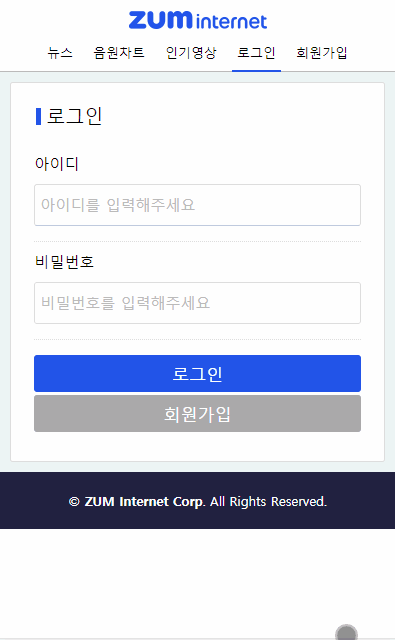 zum internet
뉴스 음원차트 인기영상 로그인 회원가입
로그인
아이디
아이디를 입력해주세요
비밀번호
비밀번호를 입력해주세요
로그인
회원가입
© ZUM Internet Corp. All Rights Reserved.